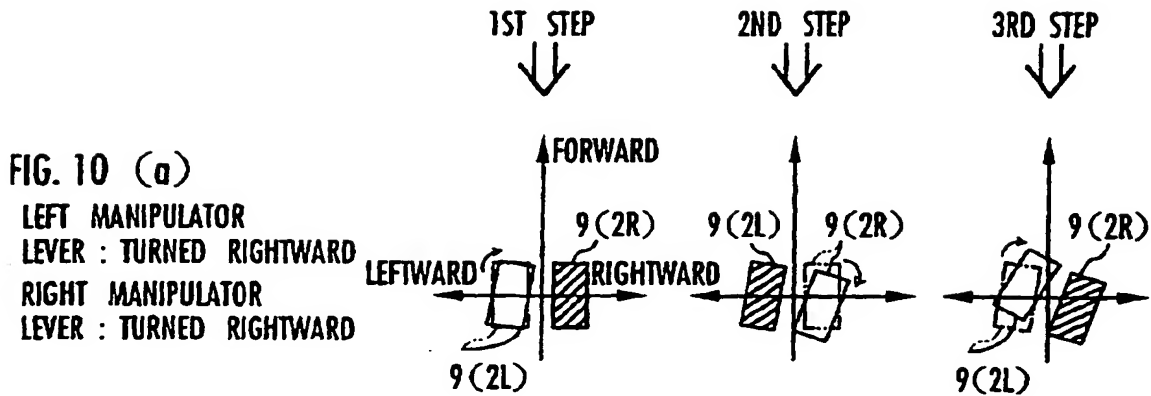 1ST STEP
2ND STEP
3RD STEP
FIG. 10 (a)
LEFT MANIPULATOR
LEVER : TURNED RIGHTWARD
RIGHT MANIPULATOR
LEVER : TURNED RIGHTWARD
FORWARD
9(2R)
LEFTWARD
RIGHTWARD
9(2L)
9(2L)
9(2R)
9(2R)
9(2L)